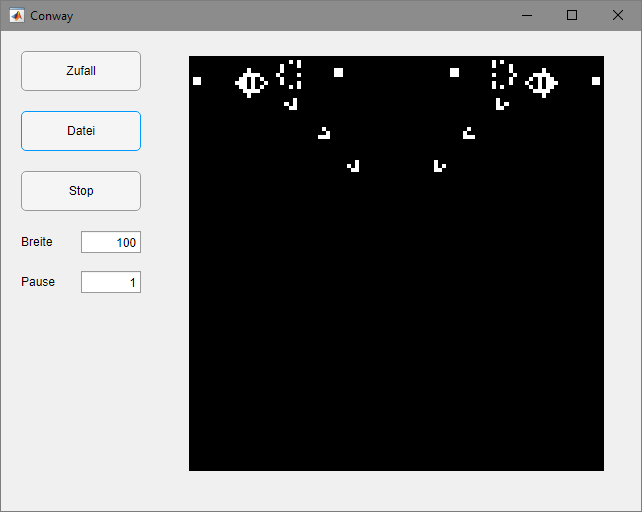 Conway
Zufall
Datei
Stop
Breite 100
Pause 1